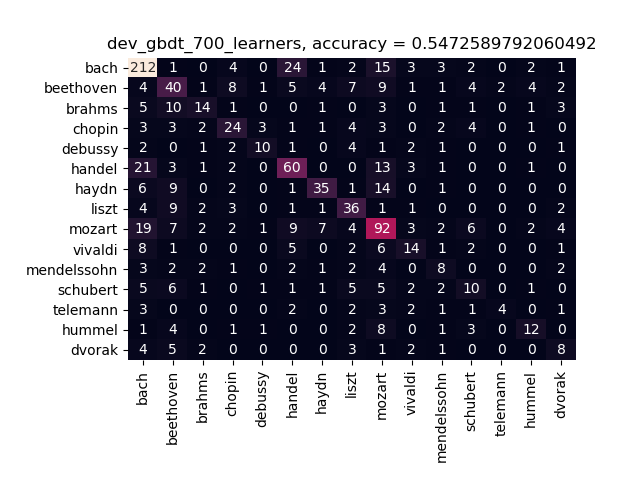 dev_gbdt_700_learners, accuracy = 0.5472589792060492
bach 212 1 0 4 0 24 1 2 15 3 3 2 0 2 1
beethoven 4 40 1 8 1 5 4 7 9 1 1 4 2 4 2
brahms 5 10 14 1 0 0 1 0 3 0 1 1 0 1 3
chopin 3 3 2 24 3 1 1 4 3 0 2 4 0 1 0
debussy 2 0 1 2 10 1 0 4 1 2 1 0 0 0 1
handel 21 3 1 2 0 60 0 0 13 3 1 0 0 0 0
haydn 6 9 0 2 0 1 35 1 14 0 1 0 0 0 0
liszt 4 9 2 3 0 1 1 36 1 1 0 0 0 0 2
mozart 19 7 2 2 1 9 7 4 92 3 2 6 0 2 4
vivaldi 8 1 0 0 0 5 0 2 6 14 1 2 0 0 1
mendelssohn 3 2 2 1 0 2 1 2 4 0 8 0 0 0 2
schubert 5 6 1 0 1 1 1 5 5 2 2 10 0 1 0
telemann 3 0 0 0 0 2 0 2 3 2 1 1 4 0 1
hummel 1 4 0 1 1 0 0 2 8 0 1 3 0 12 0
dvorak 4 5 2 0 0 0 0 3 1 2 1 0 0 0 8
bach beethoven brahms chopin debussy handel haydn liszt mozart vivaldi mendelssohn schubert telemann hummel dvorak